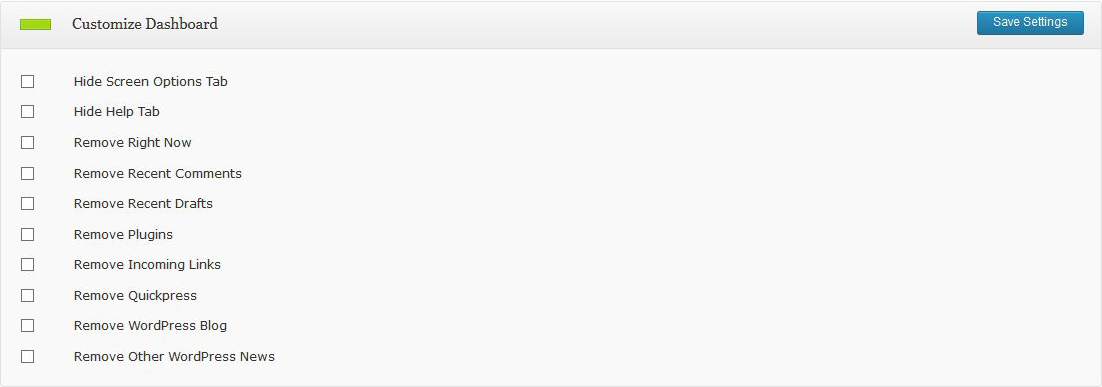 Customize Dashboard
Save Settings
Hide Screen Options Tab
Hide Help Tab
Remove Right Now
Remove Recent Comments
Remove Recent Drafts
Remove Plugins
Remove Incoming Links
Remove Quickpress
Remove WordPress Blog
Remove Other WordPress News